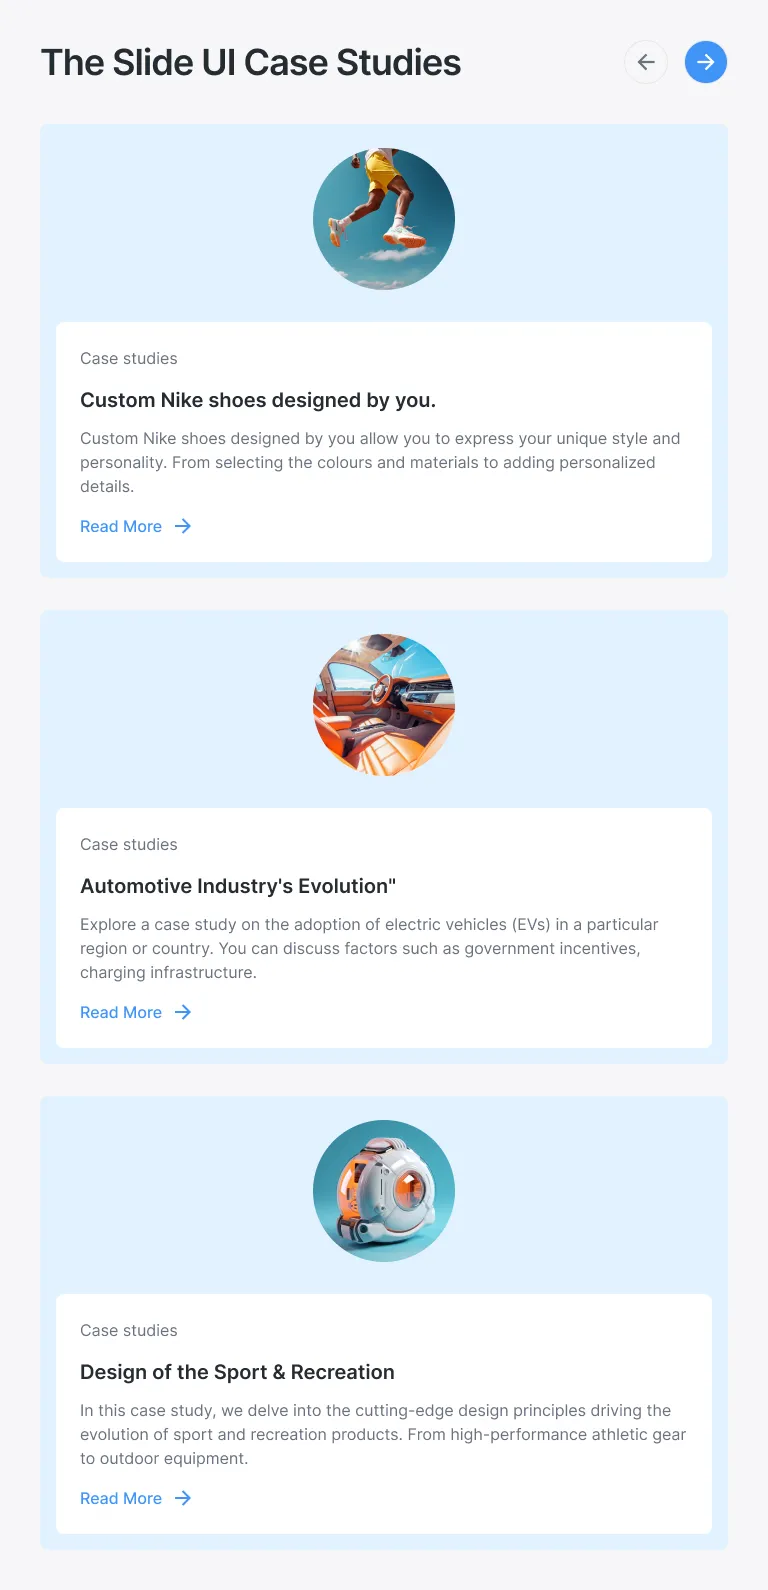 The Slide UI Case Studies
Case studies
Custom Nike shoes designed by you.
Custom Nike shoes designed by you allow you to express your unique style and
personality. From selecting the colours and materials to adding personalized
details.
Read More
Case studies
Automotive Industry's Evolution"
Explore a case study on the adoption of electric vehicles (EVs) in a particular
region or country. You can discuss factors such as government incentives,
charging infrastructure.
Read More
Case studies
Design of the Sport & Recreation
In this case study, we delve into the cutting-edge design principles driving the
evolution of sport and recreation products. From high-performance athletic gear
to outdoor equipment.
Read More